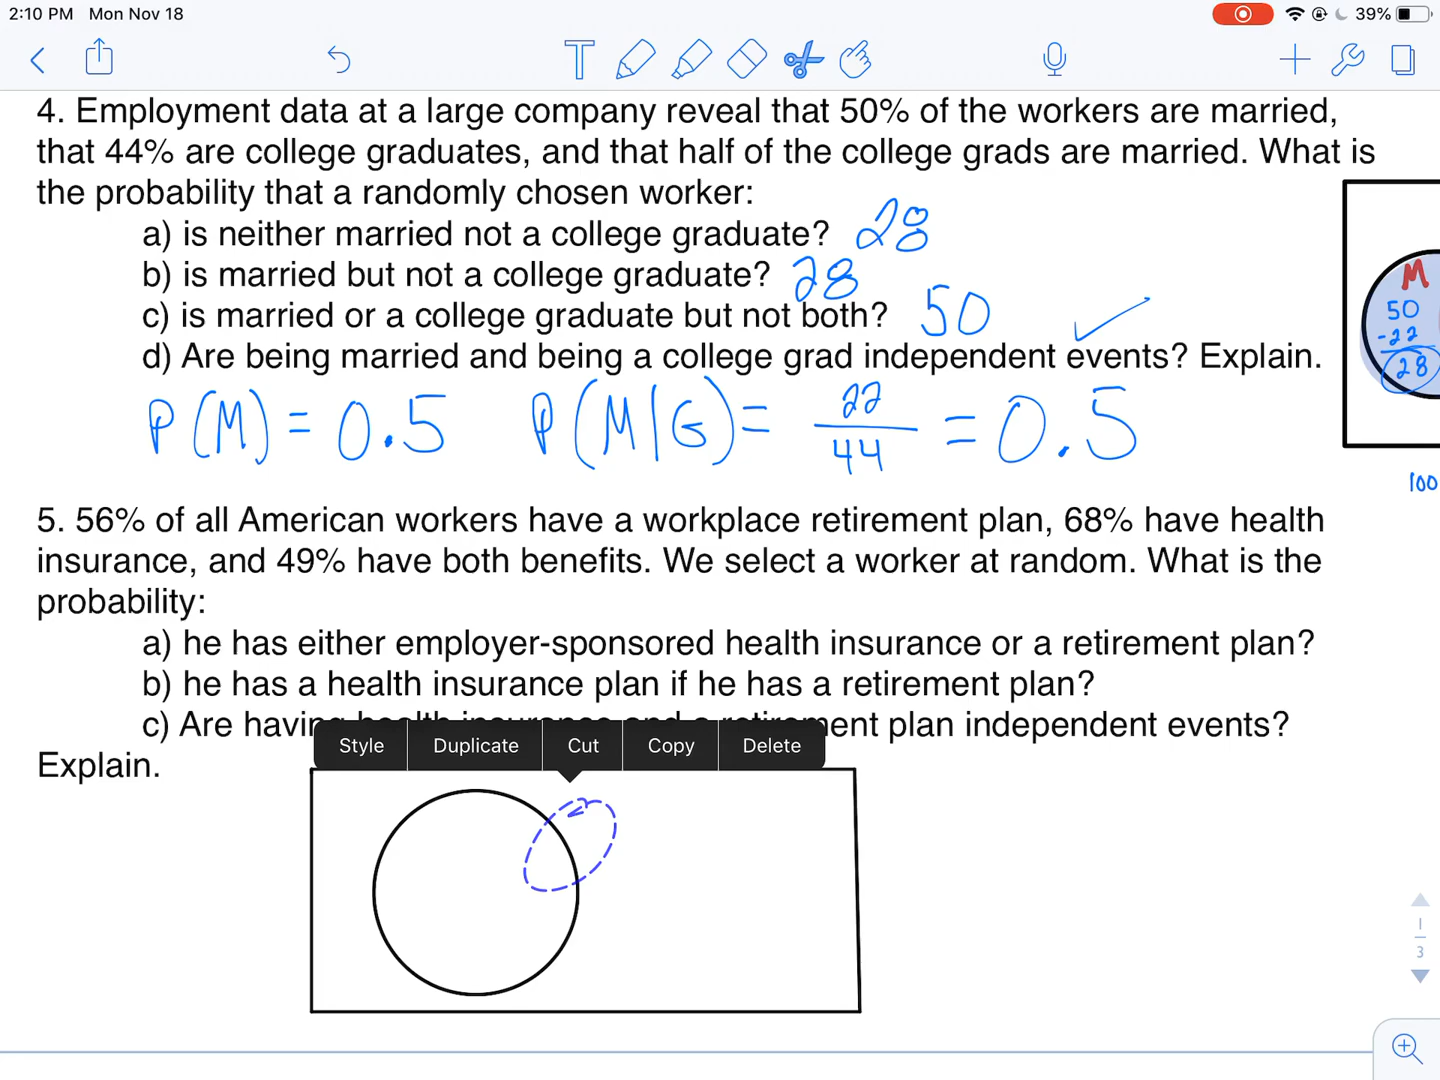 2:10 PM Mon Nov 18
39%
4. Employment data at a large company reveal that 50% of the workers are married,
that 44% are college graduates, and that half of the college grads are married. What is
the probability that a randomly chosen worker:
a) is neither married not a college graduate? 28
b) is married but not a college graduate? 28
c) is married or a college graduate but not both? 50
d) Are being married and being a college grad independent events? Explain.
P(M) = 0.5 P(M|G) = 22/44 = 0.5
M
50
-22
28
100
5. 56% of all American workers have a workplace retirement plan, 68% have health
insurance, and 49% have both benefits. We select a worker at random. What is the
probability:
a) he has either employer-sponsored health insurance or a retirement plan?
b) he has a health insurance plan if he has a retirement plan?
c) Are having health insurance and a retirement plan independent events?
Explain.
Style Duplicate Cut Copy Delete
1
3